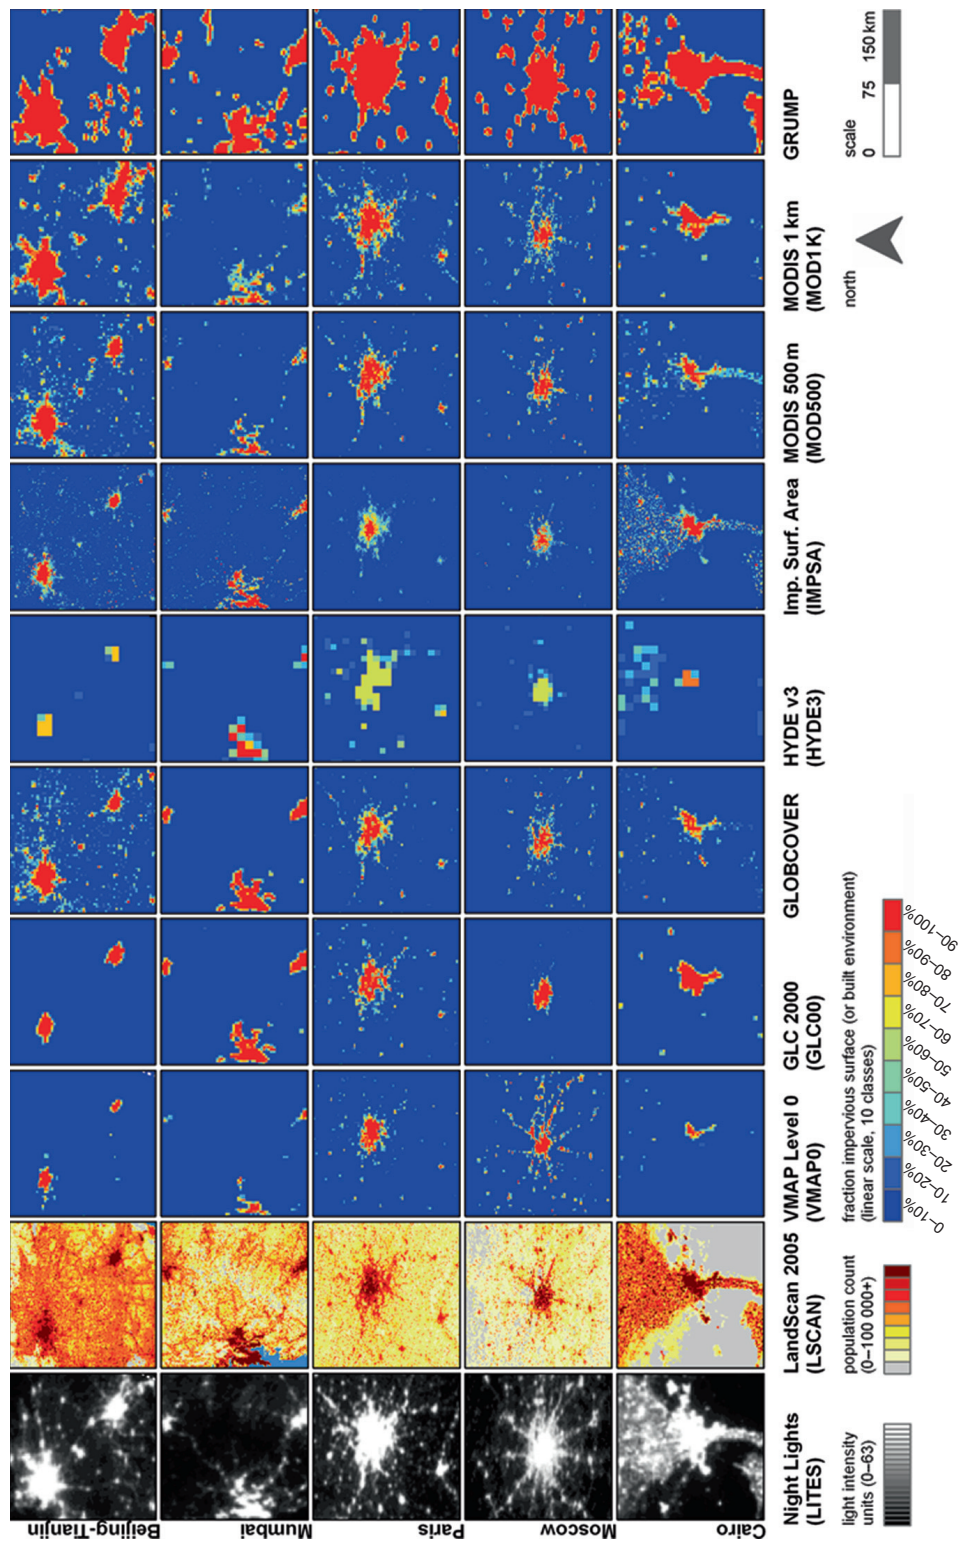 Beijing-Tianjin
Mumbai
Paris
Moscow
Cairo
Night Lights
(LITES)
LandScan 2005
(LSCAN)
VMAP Level 0
(VMAP0)
GLC 2000
(GLC00)
GLOBCOVER
HYDE v3
(HYDE3)
Imp. Surf. Area
(IMPSA)
MODIS 500 m
(MOD500)
MODIS 1 km
(MOD1K)
GRUMP
light intensity
units (0–63)
population count
(0–100 000+)
fraction impervious surface (or built environment)
(linear scale, 10 classes)
0–10%
10–20%
20–30%
30–40%
40–50%
50–60%
60–70%
70–80%
80–90%
90–100%
north
scale
0 75 150 km